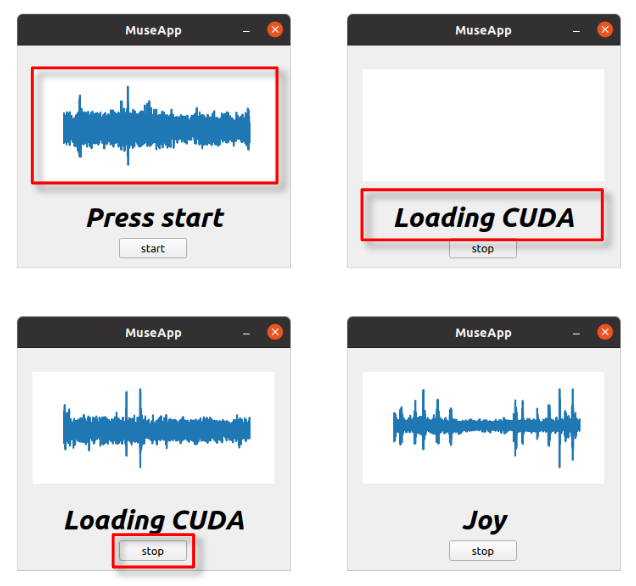 MuseApp
Press start
start
MuseApp
Loading CUDA
stop
MuseApp
Loading CUDA
stop
MuseApp
Joy
stop